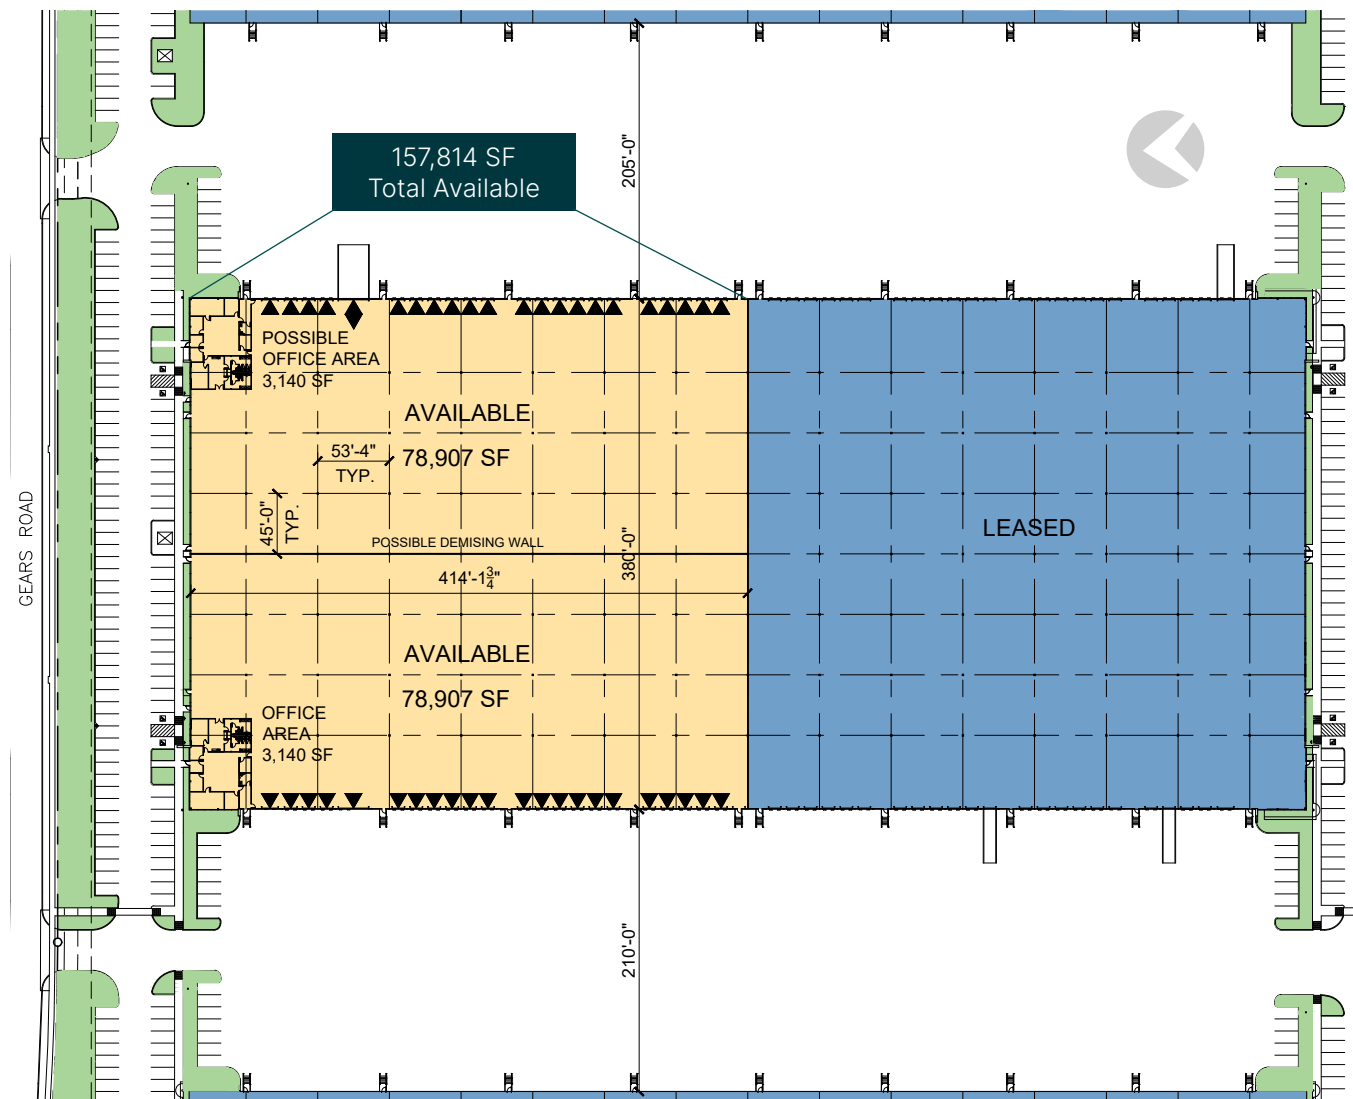 205'-0"
157,814 SF
Total Available
POSSIBLE
OFFICE AREA
3,140 SF
AVAILABLE
78,907 SF
53'-4"
TYP.
45'-0"
TYP.
POSSIBLE DEMISING WALL
380'-0"
414'-1¾"
LEASED
GEARS ROAD
AVAILABLE
78,907 SF
OFFICE
AREA
3,140 SF
210'-0"